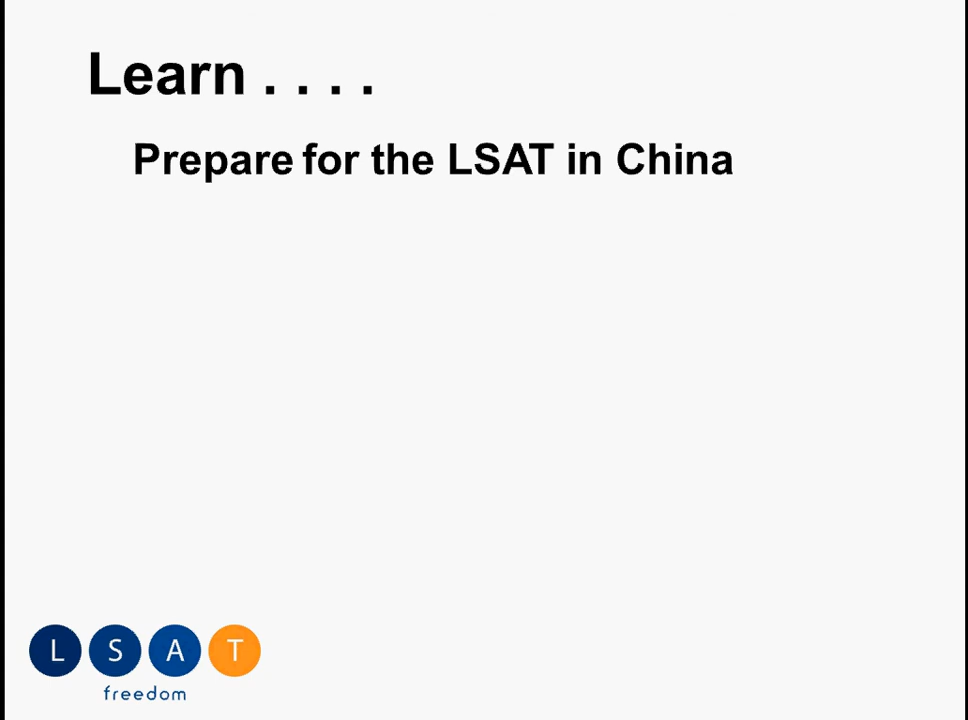 Learn . . . .
Prepare for the LSAT in China
L S A T
freedom